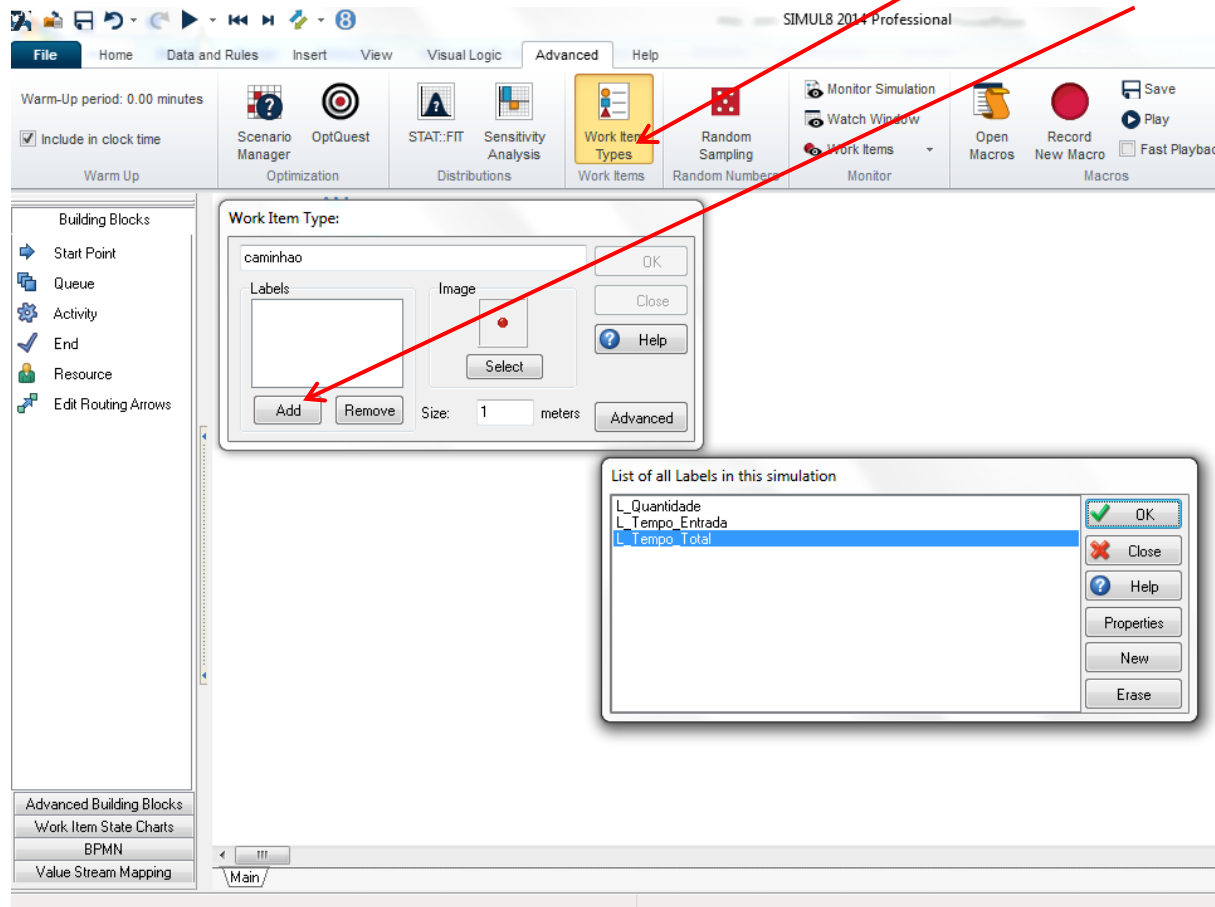 SIMUL8 2014 Professional
File Home Data and Rules Insert View Visual Logic Advanced Help
Warm-Up period: 0.00 minutes
Include in clock time
Warm Up
Scenario Manager
OptQuest
Optimization
STAT::FIT
Sensitivity Analysis
Distributions
Work Item Types
Work Items
Random Sampling
Random Numbers
Monitor Simulation
Watch Window
Work Items
Monitor
Open Macros
Record New Macro
Save
Play
Fast Playbac
Macros
Building Blocks
Start Point
Queue
Activity
End
Resource
Edit Routing Arrows
Advanced Building Blocks
Work Item State Charts
BPMN
Value Stream Mapping
Work Item Type:
caminhao
OK
Labels
Image
Close
Help
Select
Add
Remove
Size: 1 meters
Advanced
List of all Labels in this simulation
L_Quantidade
L_Tempo_Entrada
L_Tempo_Total
OK
Close
Help
Properties
New
Erase
Main